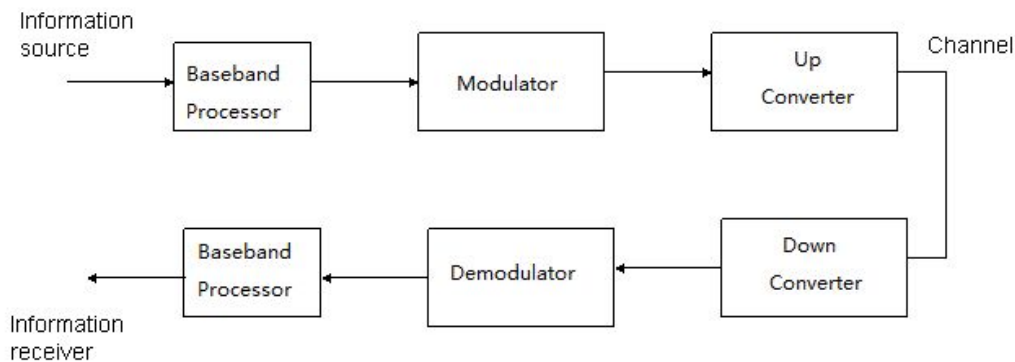 Information
source
Baseband
Processor
Modulator
Up
Converter
Channel
Baseband
Processor
Demodulator
Down
Converter
Information
receiver